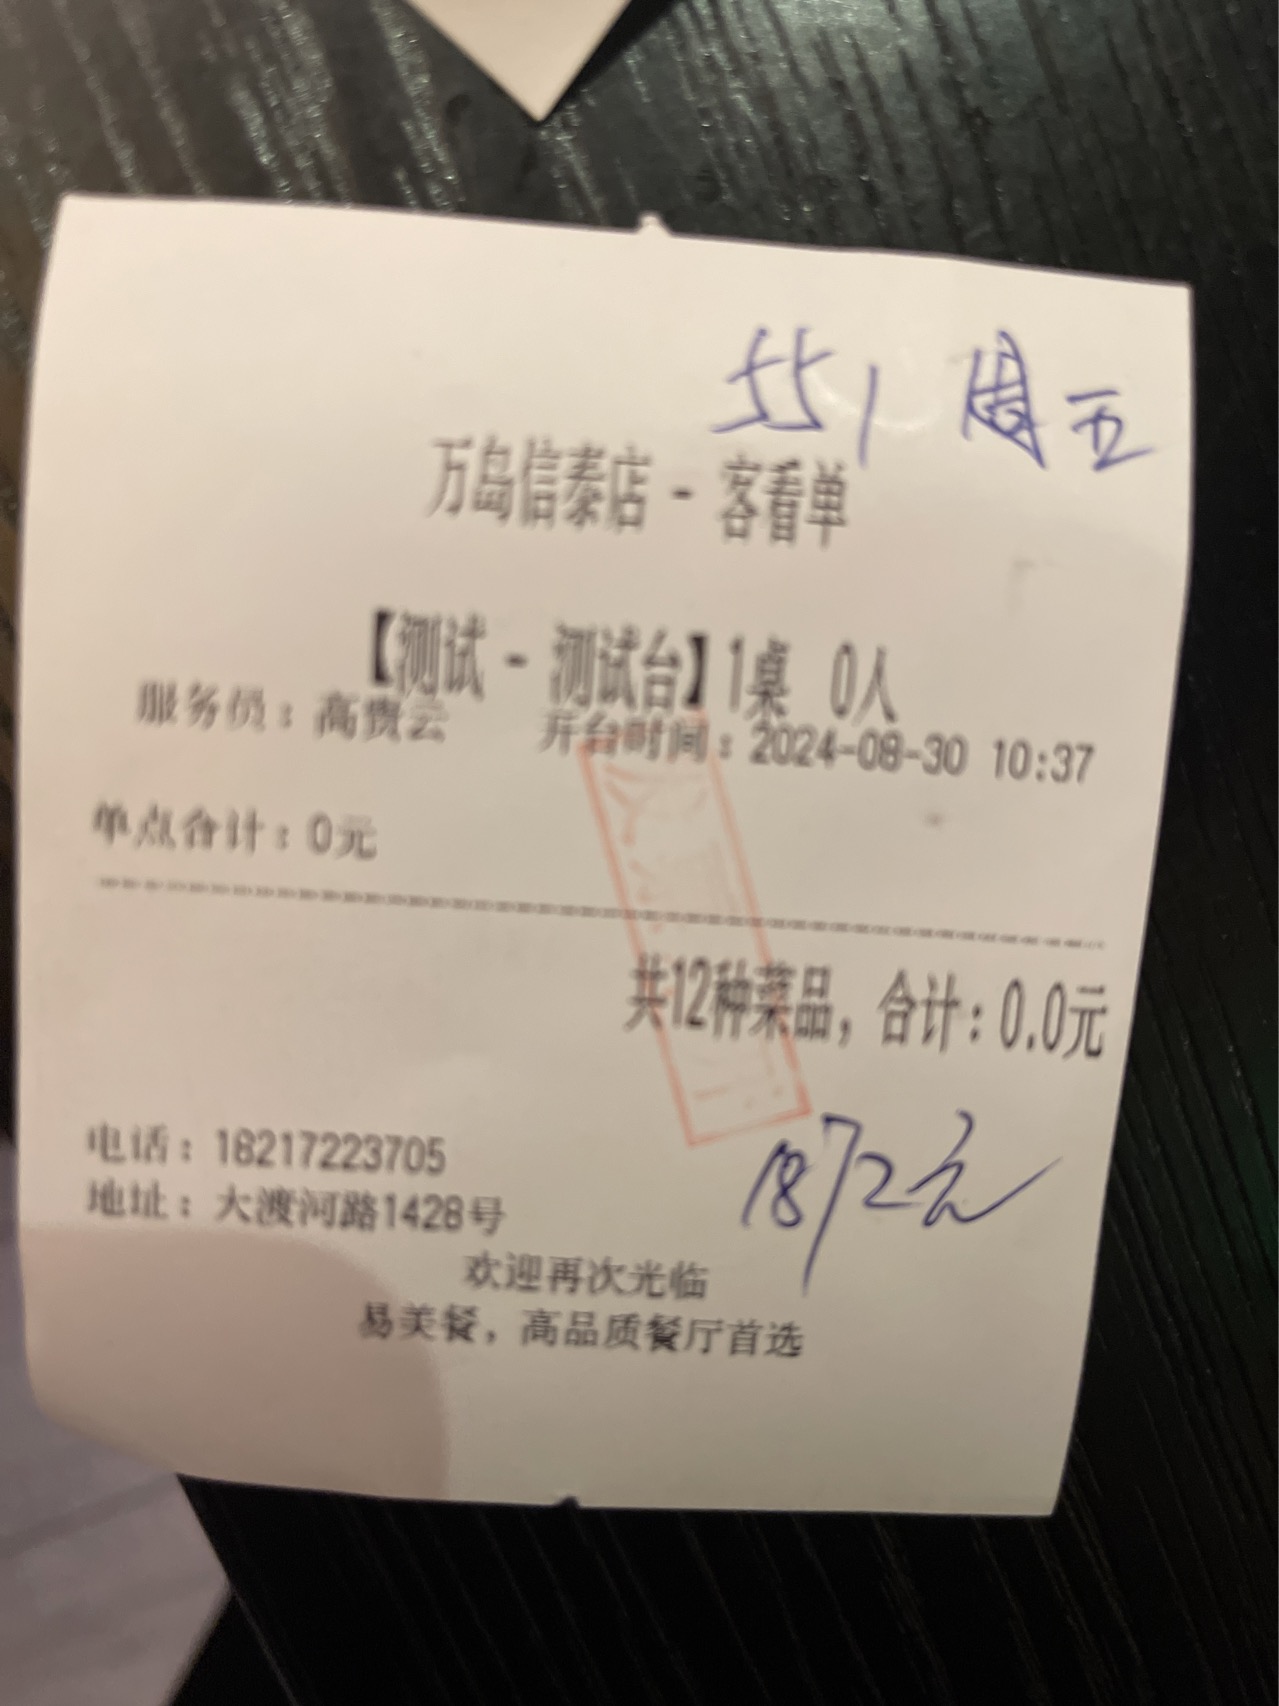 551 周五
万岛信泰店 - 客看单
【测试 - 测试台】1桌 0人
服务员：高贵云 开台时间：2024-08-30 10:37
单点合计：0元
共12种菜品，合计：0.0元
1872元
电话：18217223705
地址：大渡河路1428号
欢迎再次光临
易美餐，高品质餐厅首选